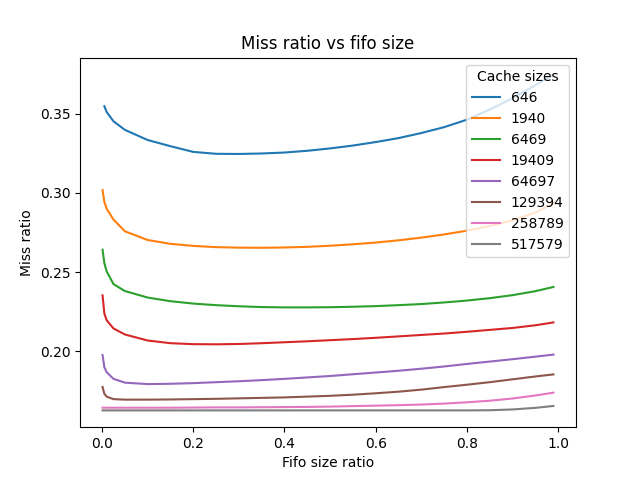 Miss ratio vs fifo size
Cache sizes
646
1940
6469
19409
64697
129394
258789
517579
Miss ratio
0.35
0.30
0.25
0.20
0.0 0.2 0.4 0.6 0.8 1.0
Fifo size ratio